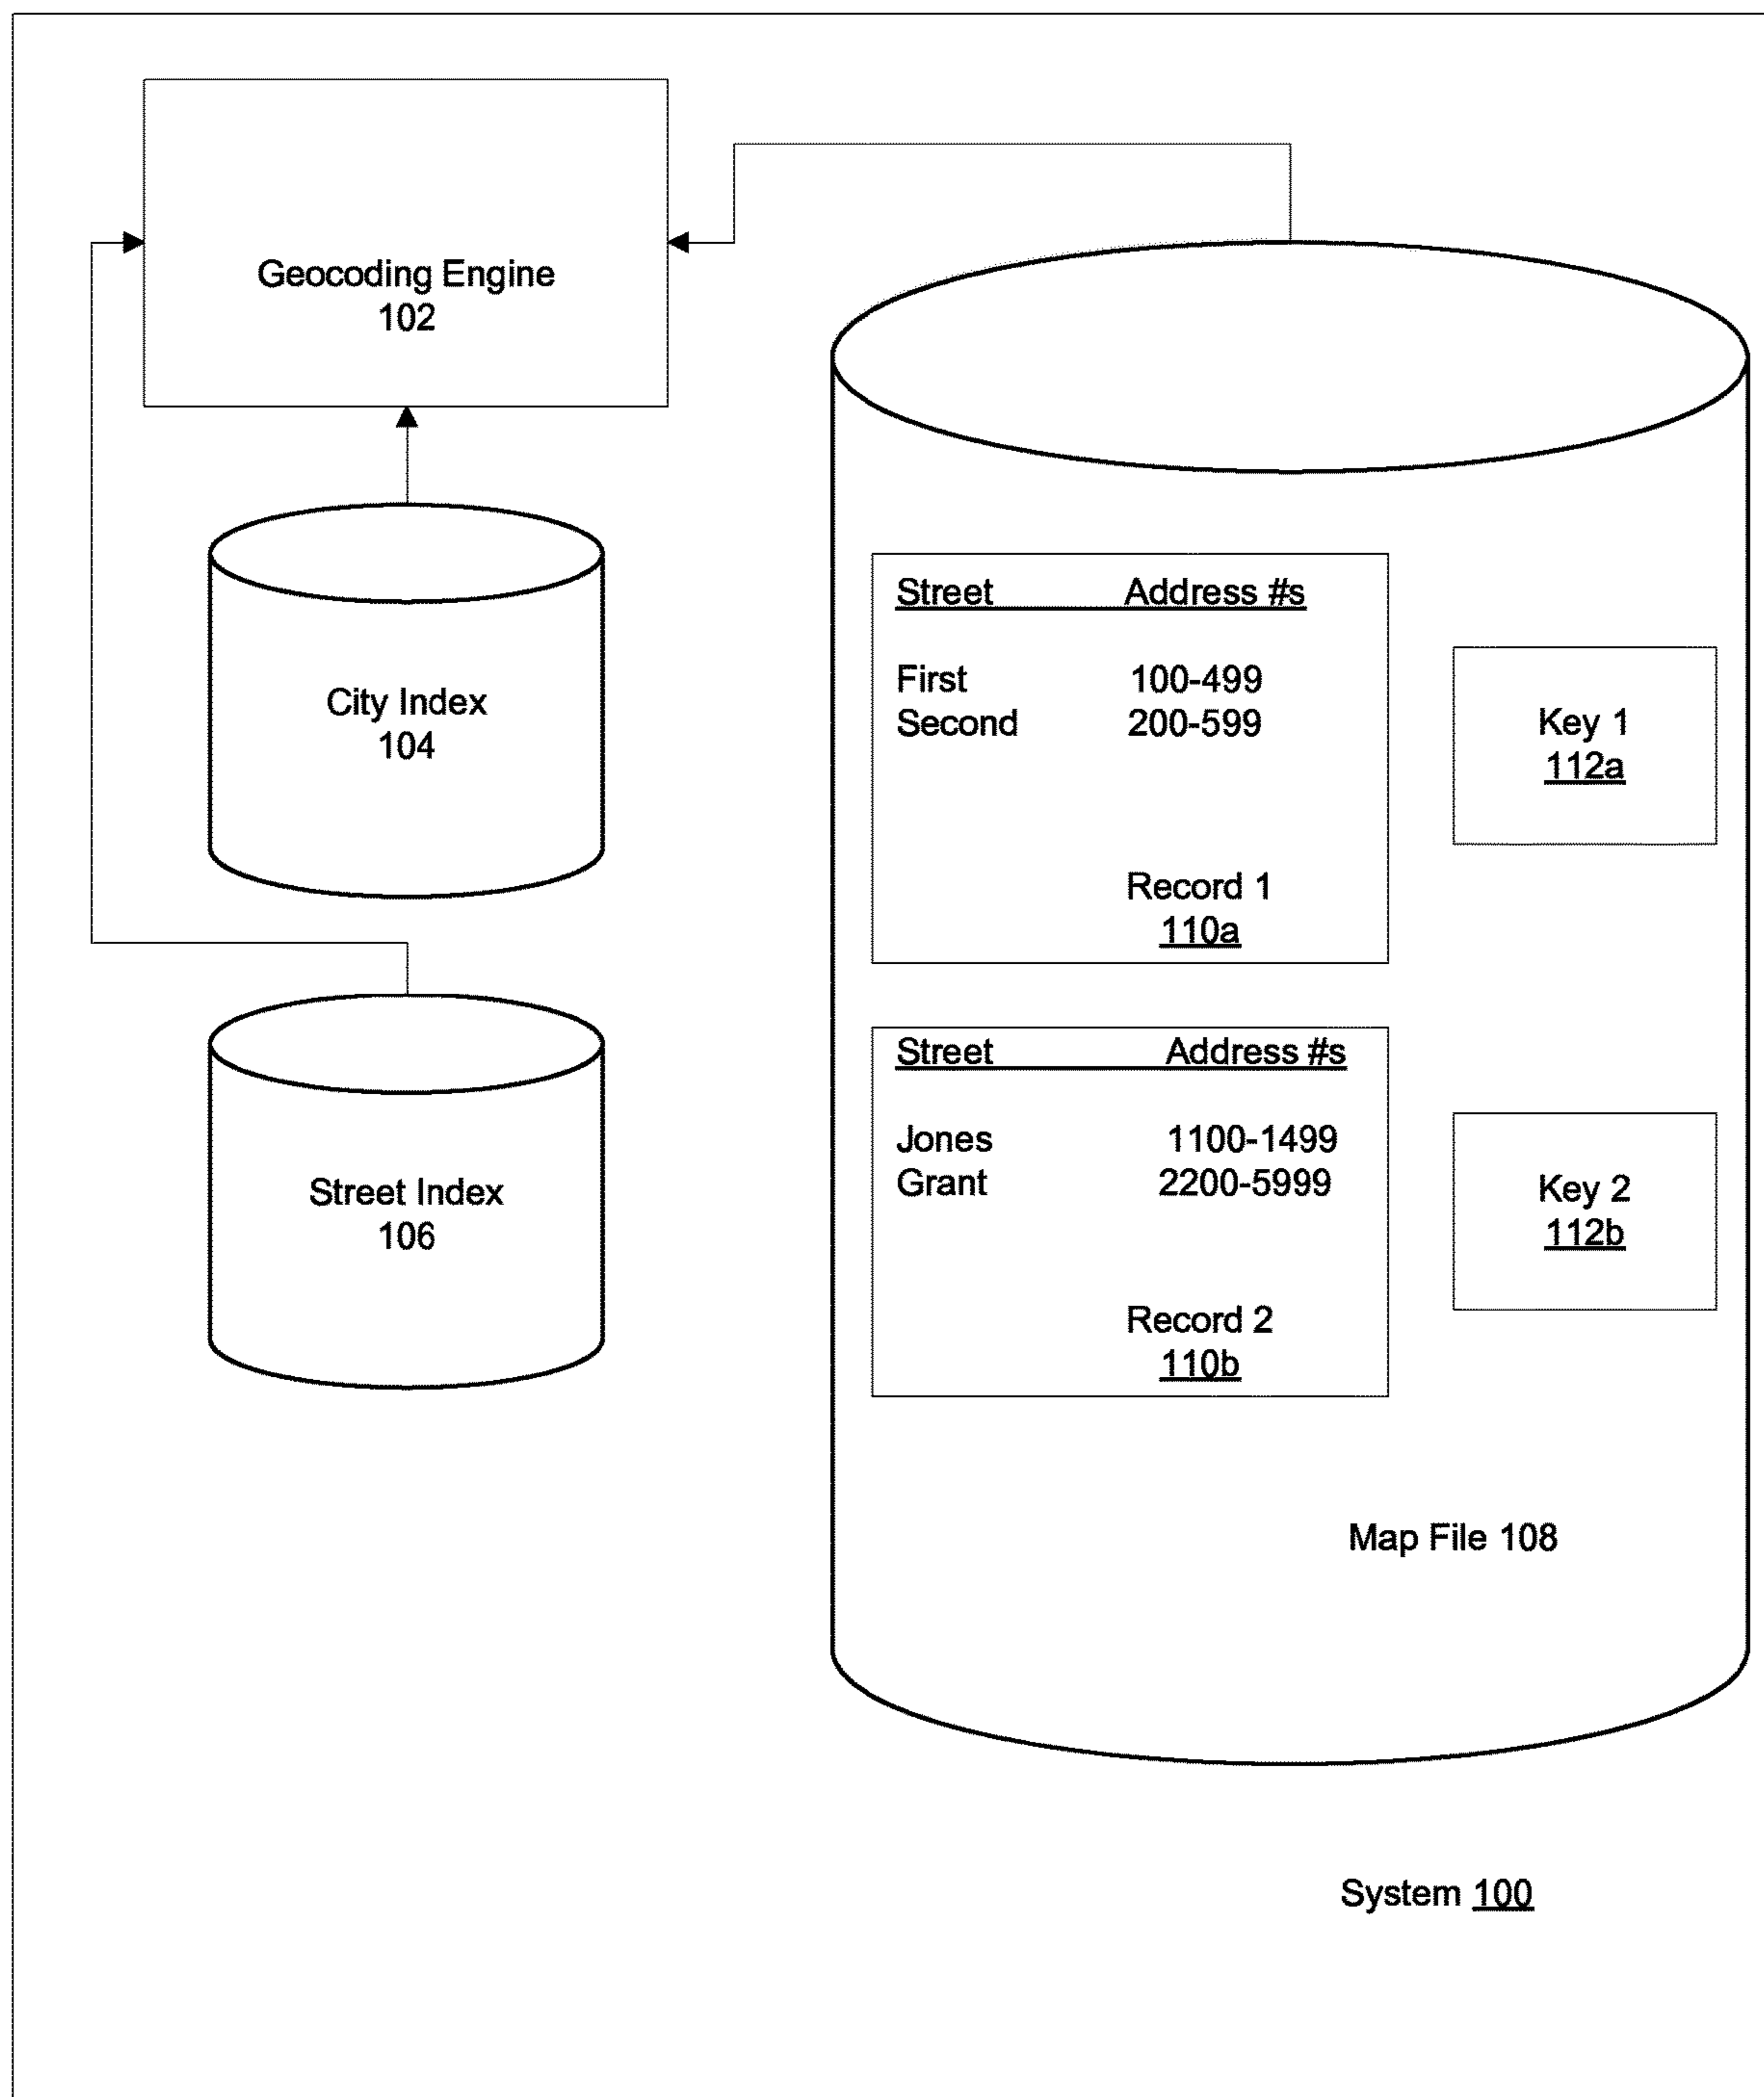 Geocoding Engine
102
City Index
104
Street Index
106
Street Address #s
First 100-499
Second 200-599
Record 1
110a
Key 1
112a
Street Address #s
Jones 1100-1499
Grant 2200-5999
Record 2
110b
Key 2
112b
Map File 108
System 100